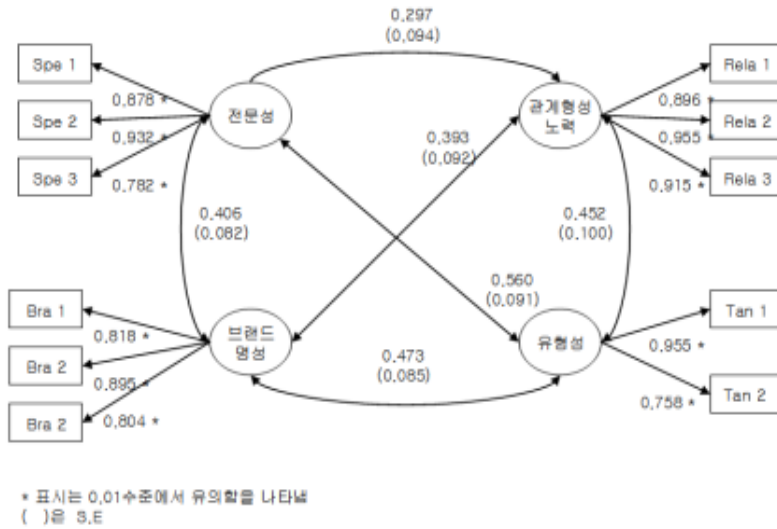 0.297
(0.094)
Spe 1
Rela 1
0.878 *
전문성
관계형성
노력
0.896 *
Spe 2
Rela 2
0.932 *
0.393
(0.092)
0.955 *
Spe 3
Rela 3
0.782 *
0.915 *
0.406
(0.082)
0.452
(0.100)
0.560
(0.091)
Bra 1
Tan 1
0.818 *
브랜드
명성
유형성
0.955 *
Bra 2
0.473
(0.085)
0.895 *
0.758 *
Tan 2
Bra 2
0.804 *
* 표시는 0.01수준에서 유의함을 나타냄
( )은 S.E